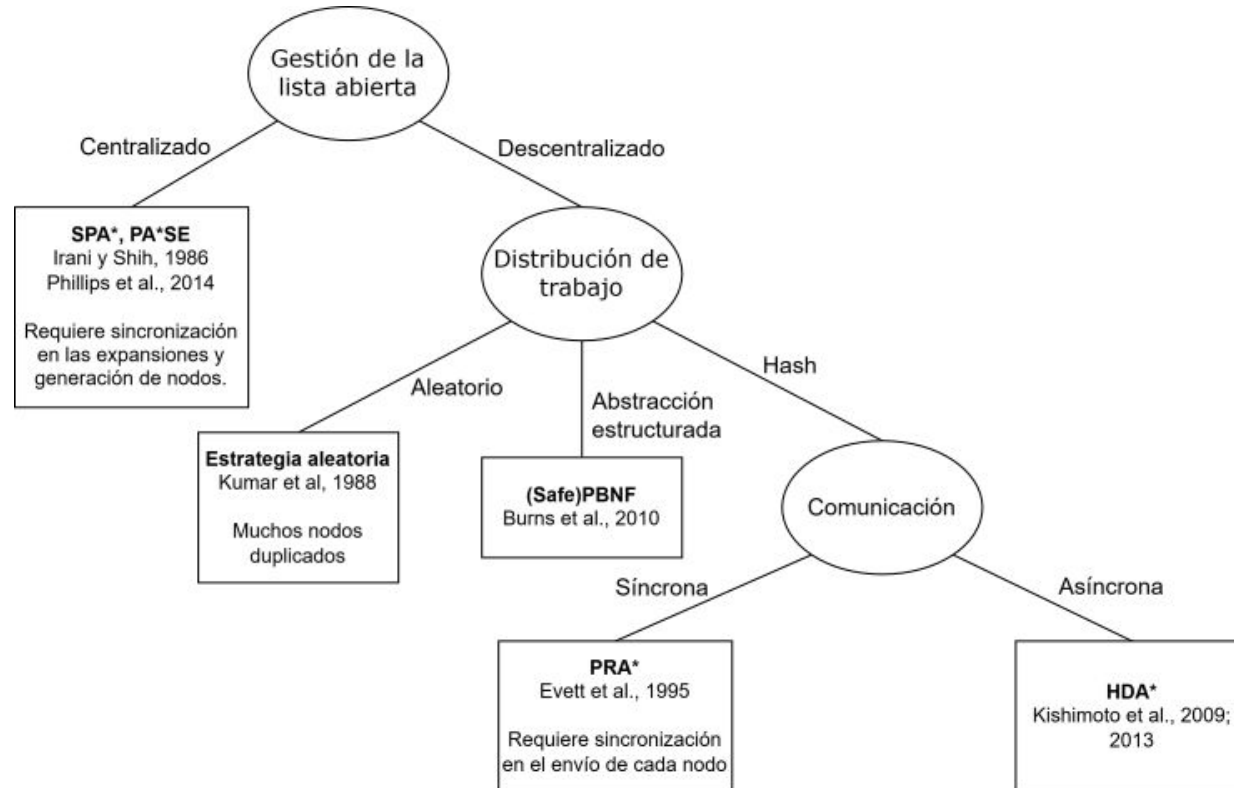 Gestión de la
lista abierta
Centralizado
Descentralizado
SPA*, PA*SE
Irani y Shih, 1986
Phillips et al., 2014
Requiere sincronización
en las expansiones y
generación de nodos.
Distribución de
trabajo
Aleatorio
Abstracción
estructurada
Hash
Estrategia aleatoria
Kumar et al, 1988
Muchos nodos
duplicados
(Safe)PBNF
Burns et al., 2010
Comunicación
Síncrona
Asíncrona
PRA*
Evett et al., 1995
Requiere sincronización
en el envío de cada nodo
HDA*
Kishimoto et al., 2009;
2013